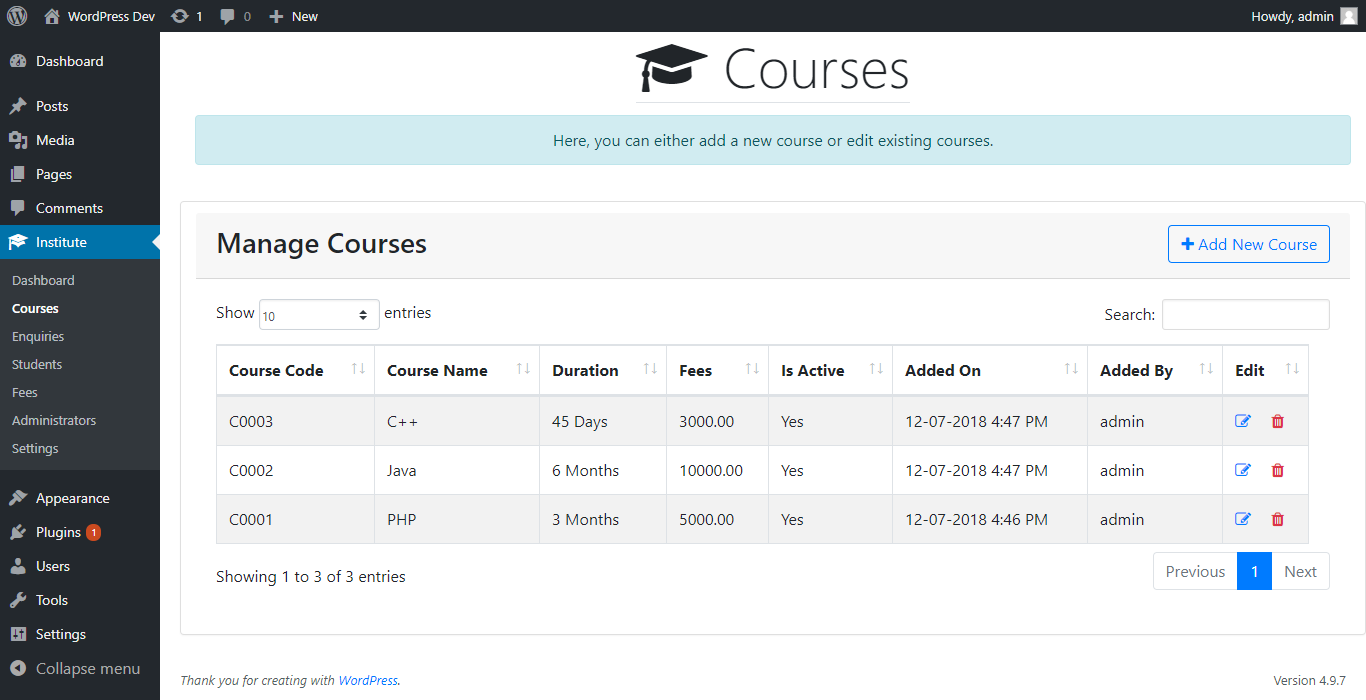 WordPress Dev 1 0 New Howdy, admin
Dashboard
Posts
Media
Pages
Comments
Institute
Dashboard
Courses
Enquiries
Students
Fees
Administrators
Settings
Appearance
Plugins 1
Users
Tools
Settings
Collapse menu
Courses
Here, you can either add a new course or edit existing courses.
Manage Courses
Add New Course
Show 10 entries Search:
Course Code Course Name Duration Fees Is Active Added On Added By Edit
C0003 C++ 45 Days 3000.00 Yes 12-07-2018 4:47 PM admin
C0002 Java 6 Months 10000.00 Yes 12-07-2018 4:47 PM admin
C0001 PHP 3 Months 5000.00 Yes 12-07-2018 4:46 PM admin
Showing 1 to 3 of 3 entries Previous 1 Next
Thank you for creating with WordPress. Version 4.9.7